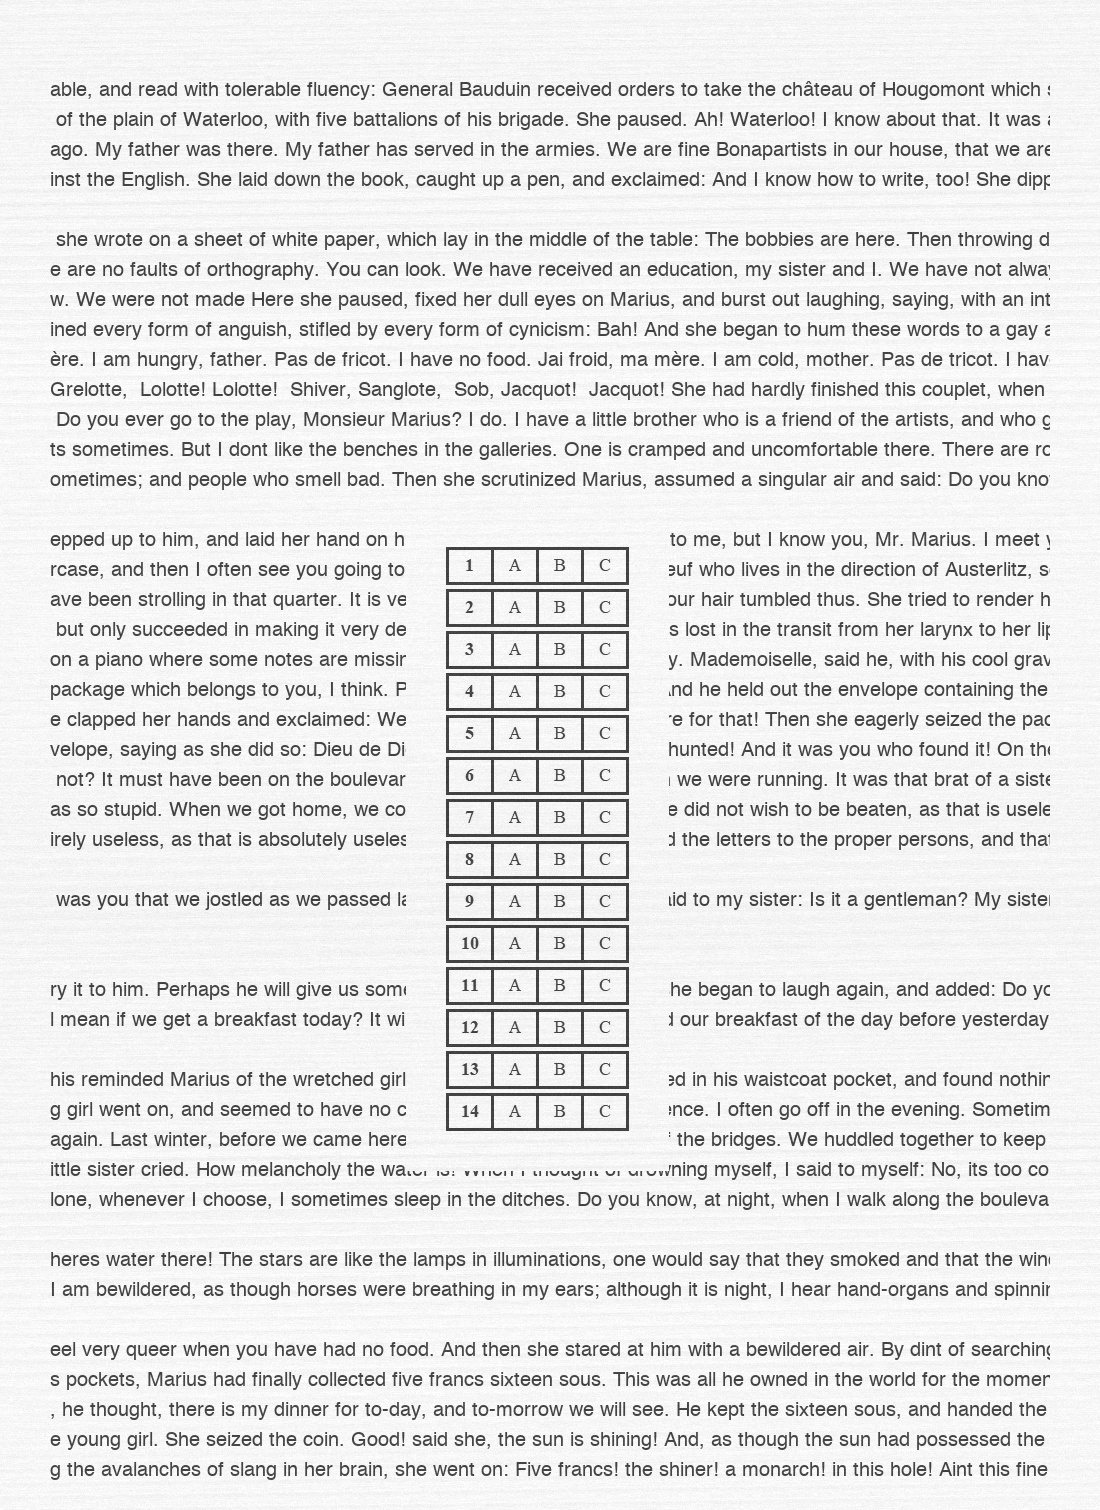 able, and read with tolerable fluency: General Bauduin received orders to take the château of Hougomont which
of the plain of Waterloo, with five battalions of his brigade. She paused. Ah! Waterloo! I know about that. It was
ago. My father was there. My father has served in the armies. We are fine Bonapartists in our house, that we are
inst the English. She laid down the book, caught up a pen, and exclaimed: And I know how to write, too! She dipp
she wrote on a sheet of white paper, which lay in the middle of the table: The bobbies are here. Then throwing d
e are no faults of orthography. You can look. We have received an education, my sister and I. We have not alway
w. We were not made Here she paused, fixed her dull eyes on Marius, and burst out laughing, saying, with an int
ined every form of anguish, stifled by every form of cynicism: Bah! And she began to hum these words to a gay
ère. I am hungry, father. Pas de fricot. I have no food. Jai froid, ma mère. I am cold, mother. Pas de tricot. I hav
Grelotte, Lolotte! Lolotte! Shiver, Sanglote, Sob, Jacquot! Jacquot! She had hardly finished this couplet, when
Do you ever go to the play, Monsieur Marius? I do. I have a little brother who is a friend of the artists, and who g
ts sometimes. But I dont like the benches in the galleries. One is cramped and uncomfortable there. There are ro
ometimes; and people who smell bad. Then she scrutinized Marius, assumed a singular air and said: Do you kno
epped up to him, and laid her hand on h to me, but I know you, Mr. Marius. I meet y
rcase, and then I often see you going to euf who lives in the direction of Austerlitz, s
ave been strolling in that quarter. It is ve our hair tumbled thus. She tried to render h
but only succeeded in making it very de s lost in the transit from her larynx to her lip
on a piano where some notes are missin y. Mademoiselle, said he, with his cool grav
package which belongs to you, I think. P And he held out the envelope containing the
e clapped her hands and exclaimed: We re for that! Then she eagerly seized the pac
velope, saying as she did so: Dieu de Di hunted! And it was you who found it! On the
not? It must have been on the boulevar we were running. It was that brat of a siste
as so stupid. When we got home, we co e did not wish to be beaten, as that is usele
irely useless, as that is absolutely useles d the letters to the proper persons, and that
was you that we jostled as we passed la aid to my sister: Is it a gentleman? My sister
ry it to him. Perhaps he will give us some he began to laugh again, and added: Do yo
l mean if we get a breakfast today? It wi d our breakfast of the day before yesterday
his reminded Marius of the wretched girl ed in his waistcoat pocket, and found nothin
g girl went on, and seemed to have no c ence. I often go off in the evening. Sometim
again. Last winter, before we came here the bridges. We huddled together to keep
ittle sister cried. How melancholy the water is! When I thought of drowning myself, I said to myself: No, its too co
lone, whenever I choose, I sometimes sleep in the ditches. Do you know, at night, when I walk along the bouleva
heres water there! The stars are like the lamps in illuminations, one would say that they smoked and that the wind
I am bewildered, as though horses were breathing in my ears; although it is night, I hear hand-organs and spinnin
eel very queer when you have had no food. And then she stared at him with a bewildered air. By dint of searching
s pockets, Marius had finally collected five francs sixteen sous. This was all he owned in the world for the momen
, he thought, there is my dinner for to-day, and to-morrow we will see. He kept the sixteen sous, and handed the
e young girl. She seized the coin. Good! said she, the sun is shining! And, as though the sun had possessed the
g the avalanches of slang in her brain, she went on: Five francs! the shiner! a monarch! in this hole! Aint this fine
1 A B C
2 A B C
3 A B C
4 A B C
5 A B C
6 A B C
7 A B C
8 A B C
9 A B C
10 A B C
11 A B C
12 A B C
13 A B C
14 A B C